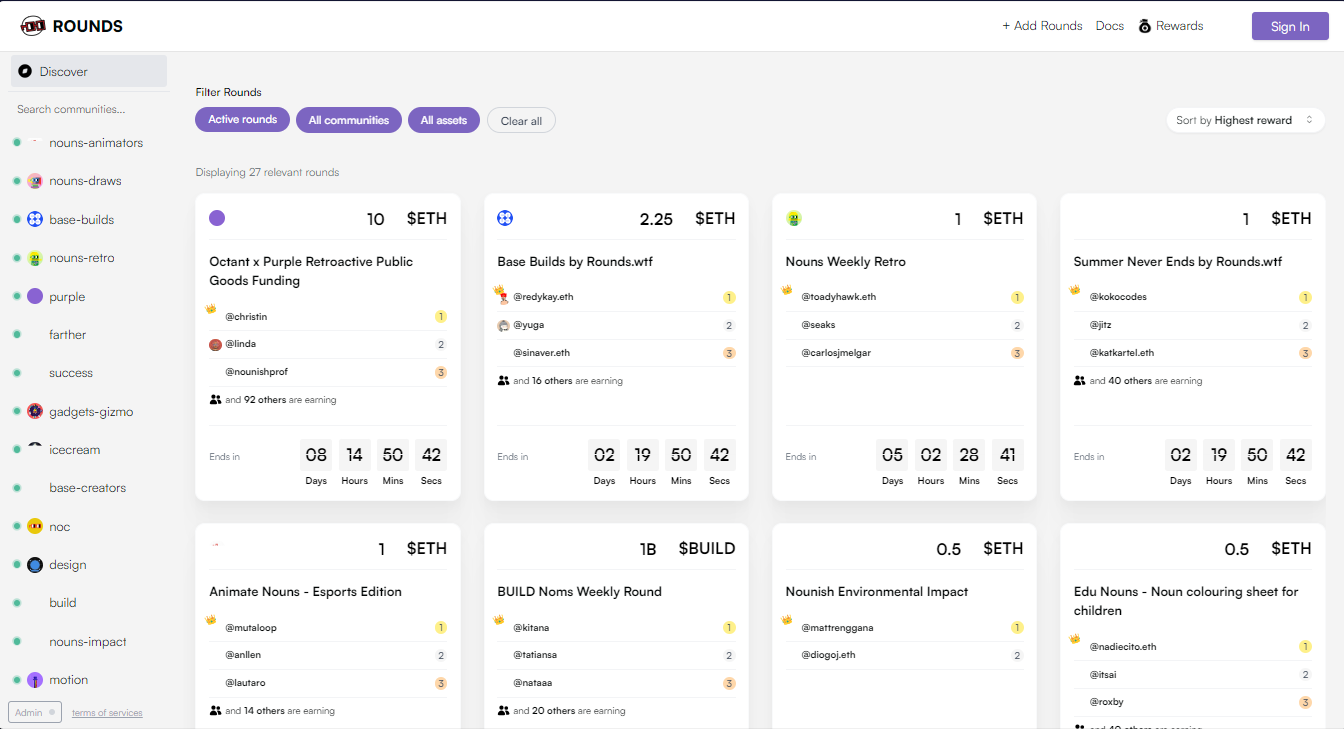 ROUNDS
+ Add Rounds Docs Rewards Sign In
Discover
Search communities...
nouns-animators
nouns-draws
base-builds
nouns-retro
purple
farther
success
gadgets-gizmo
icecream
base-creators
noc
design
build
nouns-impact
motion
Admin
terms of services
Filter Rounds
Active rounds All communities All assets Clear all
Sort by Highest reward
Displaying 27 relevant rounds
10 $ETH
Octant x Purple Retroactive Public
Goods Funding
@christin 1
@linda 2
@nounishprof 3
and 92 others are earning
Ends in 08 14 50 42
Days Hours Mins Secs
2.25 $ETH
Base Builds by Rounds.wtf
@redykay.eth 1
@yuga 2
@sinaver.eth 3
and 16 others are earning
Ends in 02 19 50 42
Days Hours Mins Secs
1 $ETH
Nouns Weekly Retro
@toadyhawk.eth 1
@seaks 2
@carlosjmelgar 3
Ends in 05 02 28 41
Days Hours Mins Secs
1 $ETH
Summer Never Ends by Rounds.wtf
@kokocodes 1
@jitz 2
@katkartel.eth 3
and 40 others are earning
Ends in 02 19 50 42
Days Hours Mins Secs
1 $ETH
Animate Nouns - Esports Edition
@mutaloop 1
@anllen 2
@lautaro 3
and 14 others are earning
1B $BUILD
BUILD Noms Weekly Round
@kitana 1
@tatiansa 2
@nataaa 3
and 20 others are earning
0.5 $ETH
Nounish Environmental Impact
@mattrenggana 1
@diogoj.eth 2
0.5 $ETH
Edu Nouns - Noun colouring sheet for
children
@nadiecito.eth 1
@itsai 2
@roxby 3
others are earning